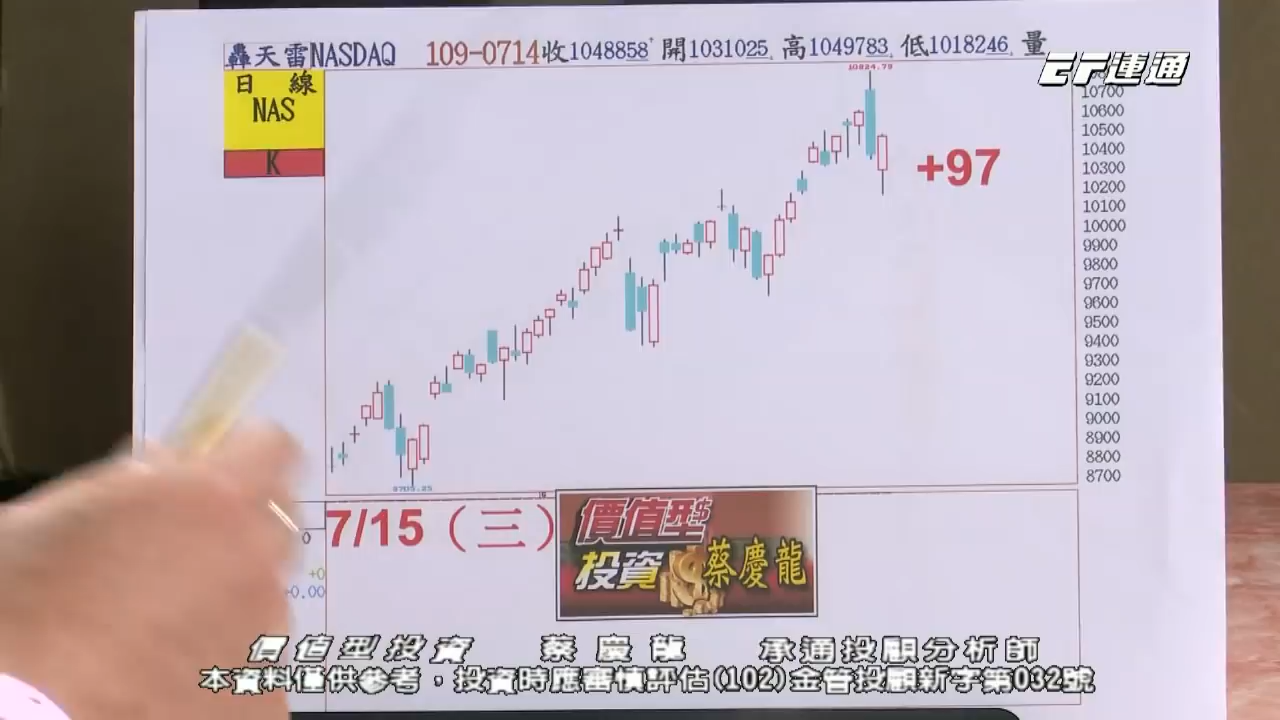 轟天雷NASDAQ 109-0714收1048858 開1031025 高1049783 低1018246 量
EF連通
日 線
NAS
K
10824.79
10700
10600
10500
10400
10300
10200
10100
10000
9900
9800
9700
9600
9500
9400
9300
9200
9100
9000
8900
8800
8700
+97
7/15（三）
0
+0
0.00
價值型$
投資 蔡慶龍
價值型投資 蔡慶龍 承通投顧分析師
本資料僅供參考，投資時應審慎評估(102)金管投顧新字第032號